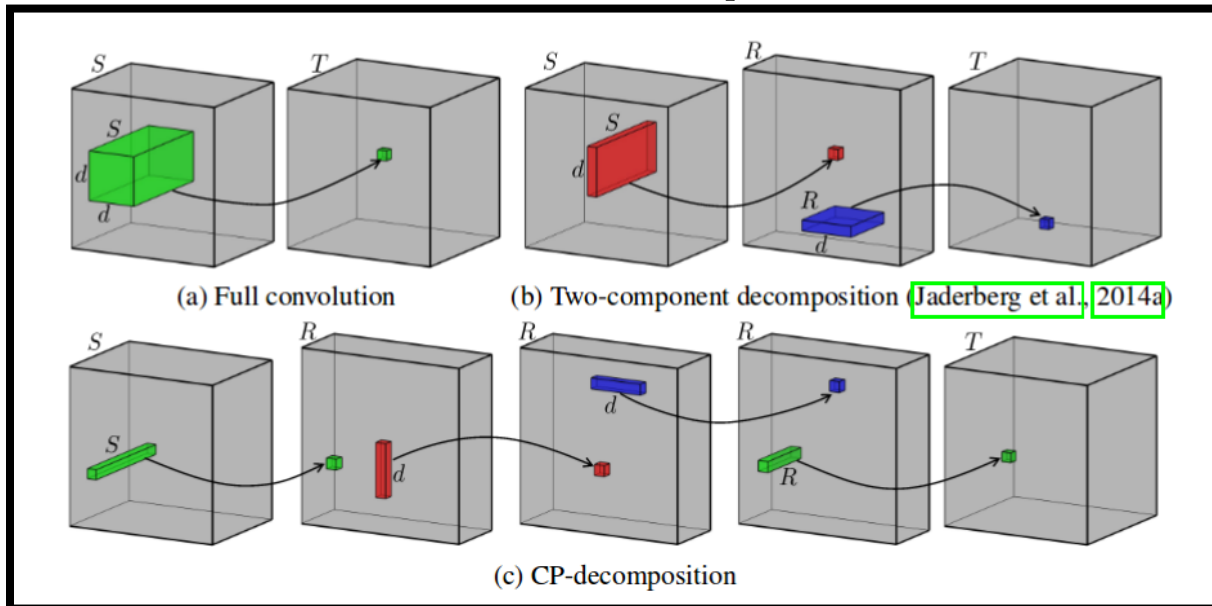 S T S R T
S S
d d
R
d d
(a) Full convolution (b) Two-component decomposition (Jaderberg et al., 2014a)
S R R R T
d
S
d
R
(c) CP-decomposition